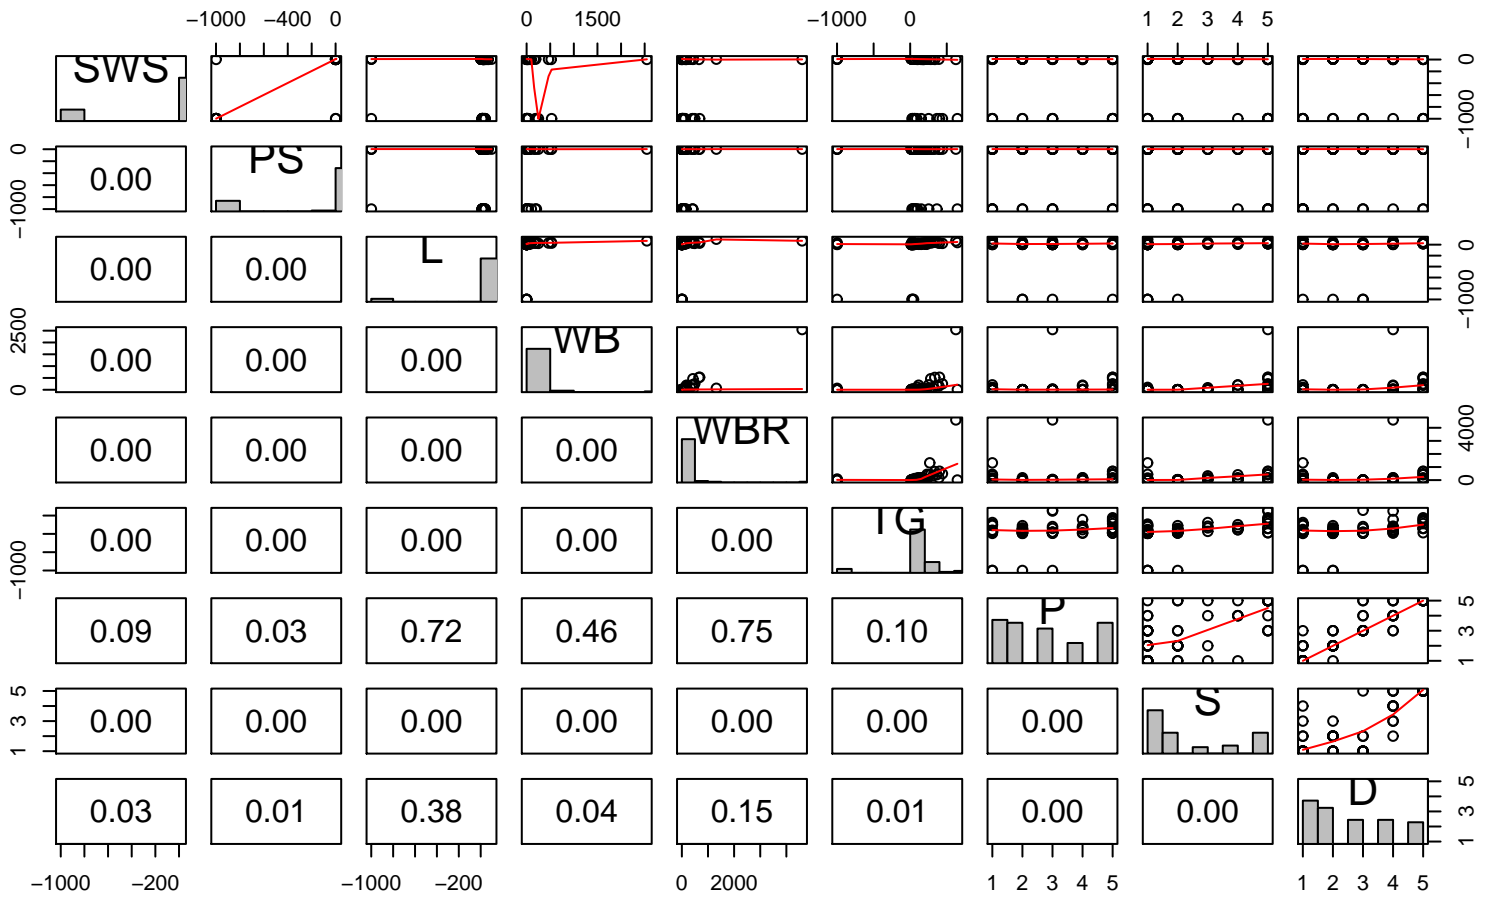 −1000 −400 0 0 1500 −1000 0 1 2 3 4 5
SWS −1000 0
−1000 0 0.00 PS
0.00 0.00 L −1000 0
0 2500 0.00 0.00 0.00 WB
0.00 0.00 0.00 0.00 WBR 0 4000
−1000 0.00 0.00 0.00 0.00 0.00 TG
0.09 0.03 0.72 0.46 0.75 0.10 P 1 3 5
1 3 5 0.00 0.00 0.00 0.00 0.00 0.00 0.00 S
0.03 0.01 0.38 0.04 0.15 0.01 0.00 0.00 D 1 3 5
−1000 −200 −1000 −200 0 2000 1 2 3 4 5 1 2 3 4 5